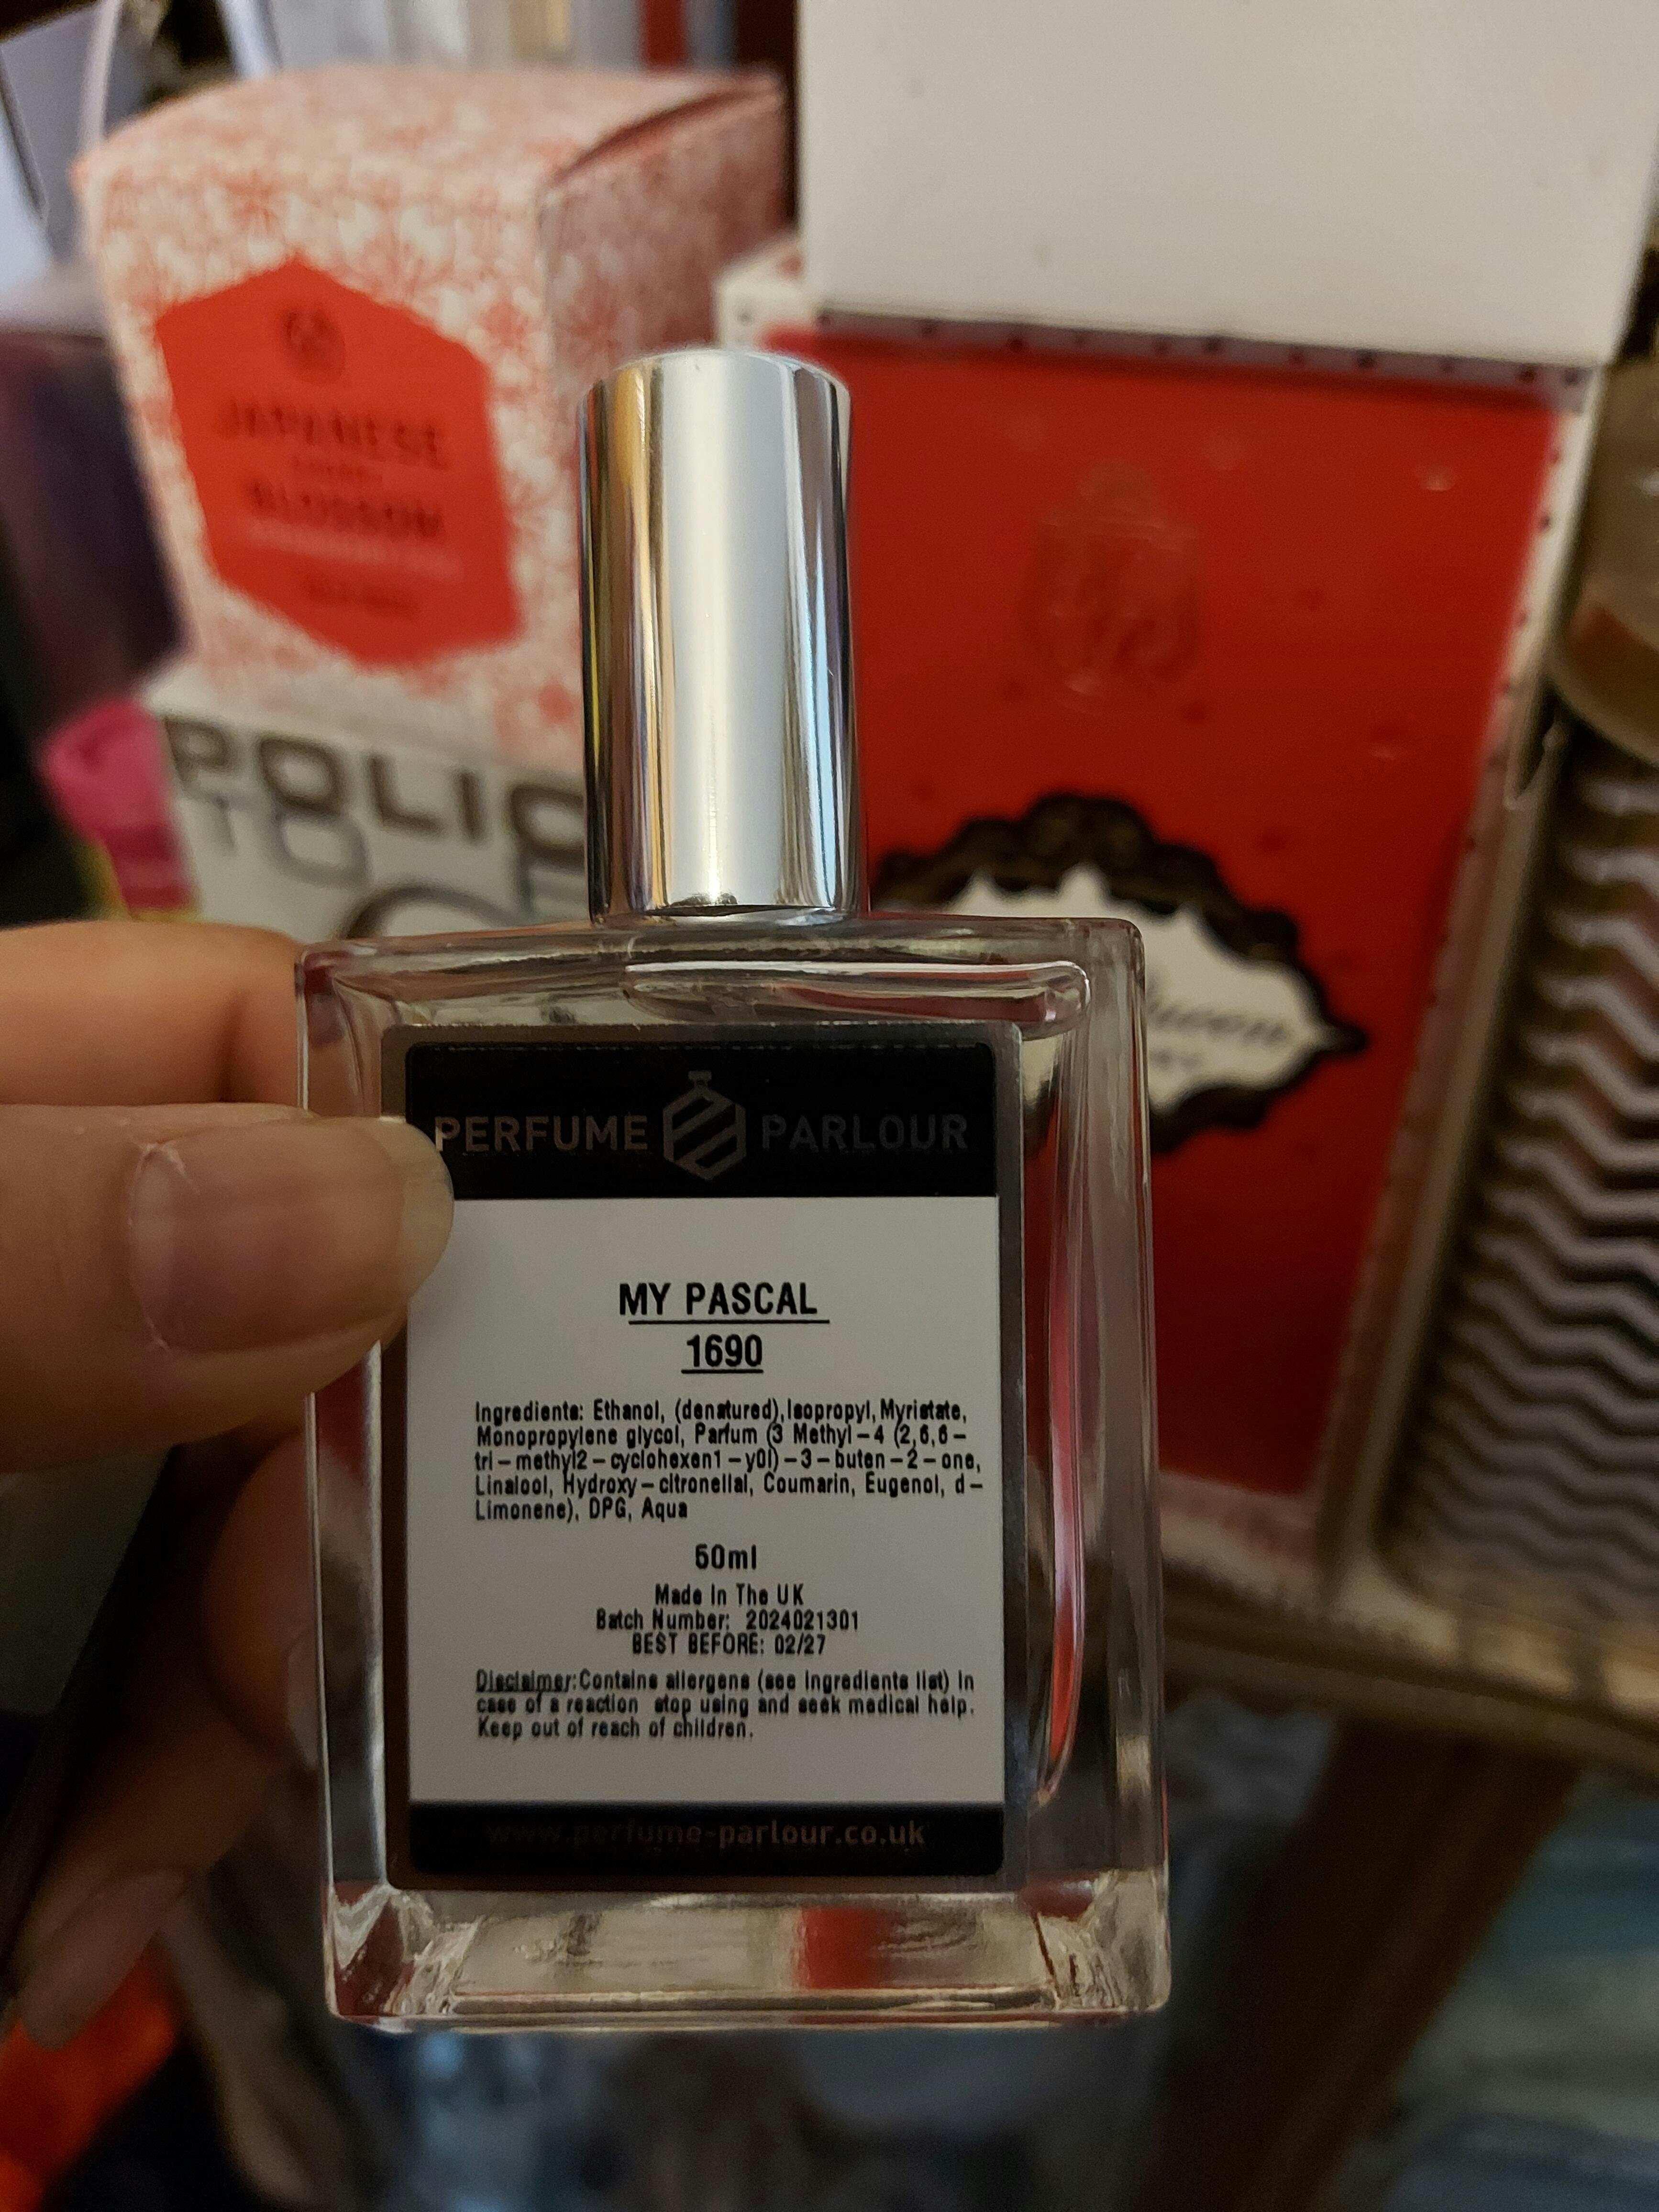 JAPANESE
BLOSSOM
POLIC
TO
PERFUME PARLOUR
MY PASCAL
1690
Ingredients: Ethanol, (denatured),Isopropyl, Myristate,
Monopropylene glycol, Parfum (3 Methyl-4 (2,6,6-
tri-methyl2-cyclohexen1-y0l)-3-buten-2-one,
Linalool, Hydroxy-citronellal, Coumarin, Eugenol, d-
Limonene), DPG, Aqua
50ml
Made In The UK
Batch Number: 2024021301
BEST BEFORE: 02/27
Disclaimer:Contains allergens (see ingredients list) In
case of a reaction stop using and seek medical help.
Keep out of reach of children.
www.perfume-parlour.co.uk